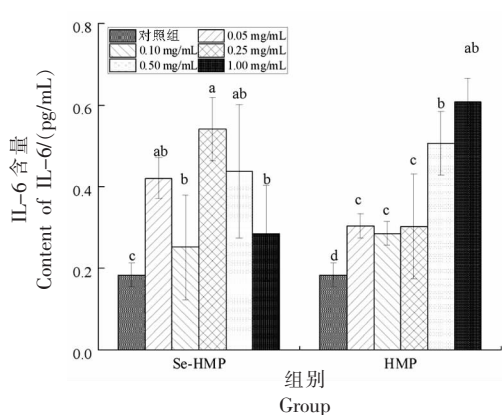 对照组 0.05 mg/mL
0.10 mg/mL 0.25 mg/mL
0.50 mg/mL 1.00 mg/mL
IL-6 含量
Content of IL-6/(pg/mL)
0.8
0.6
0.4
0.2
0.0
c
ab
b
a
ab
b
d
c
c
c
b
ab
Se-HMP HMP
组别
Group